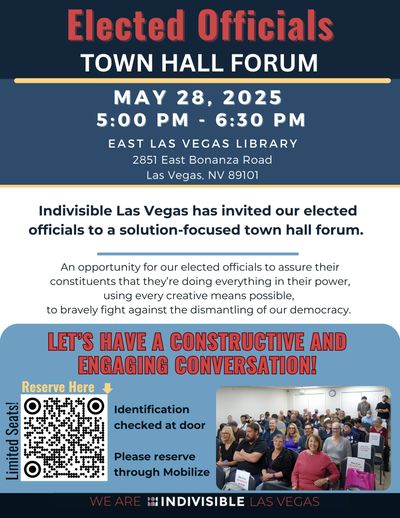 Elected Officials
TOWN HALL FORUM
MAY 28, 2025
5:00 PM - 6:30 PM
EAST LAS VEGAS LIBRARY
2851 East Bonanza Road
Las Vegas, NV 89101
Indivisible Las Vegas has invited our elected
officials to a solution-focused town hall forum.
An opportunity for our elected officials to assure their
constituents that they're doing everything in their power,
using every creative means possible,
to bravely fight against the dismantling of our democracy.
LET'S HAVE A CONSTRUCTIVE AND
ENGAGING CONVERSATION!
Reserve Here
Limited Seats!
Identification
checked at door
Please reserve
through Mobilize
WE ARE INDIVISIBLE LAS VEGAS